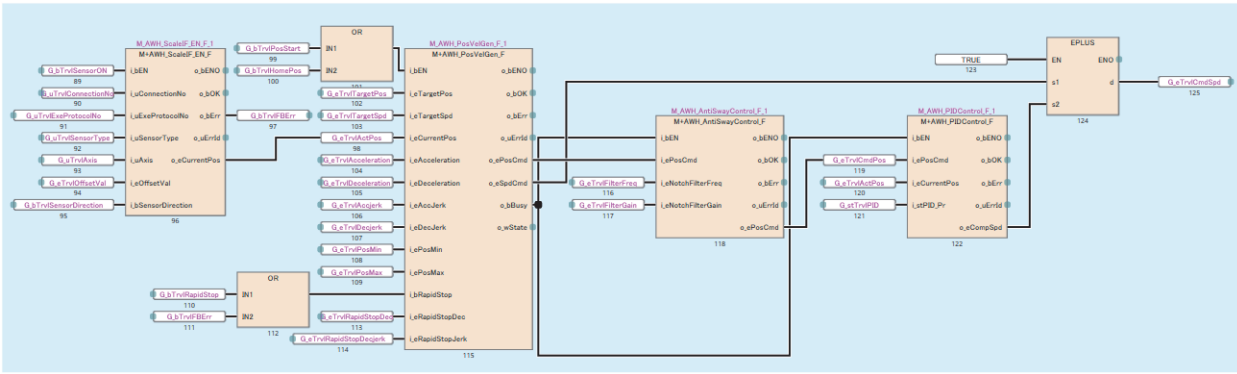 M_AWH_ScaleIF_EN_F_1
M+AWH_ScaleIF_EN_F
G_bTrvlSensorON
89
i_bEN
o_bENO
G_uTrvlConnectionNo
90
i_uConnectionNo
o_bOK
G_uTrvlExeProtocolNo
91
i_uExeProtocolNo
o_bErr
G_bTrvlFBErr
97
G_uTrvlSensorType
92
i_uSensorType
o_uErrId
G_uTrvlAxis
93
i_uAxis
o_eCurrentPos
G_eTrvlOffsetVal
94
i_eOffsetVal
G_bTrvlSensorDirection
95
i_bSensorDirection
96
OR
G_bTrvlPosStart
99
IN1
G_bTrvlHomePos
100
IN2
101
M_AWH_PosVelGen_F_1
M+AWH_PosVelGen_F
i_bEN
o_bENO
G_eTrvlTargetPos
102
i_eTargetPos
o_bOK
G_eTrvlTargetSpd
103
i_eTargetSpd
o_bErr
G_eTrvlActPos
98
i_eCurrentPos
o_uErrId
G_eTrvlAcceleration
104
i_eAcceleration
o_ePosCmd
G_eTrvlDeceleration
105
i_eDeceleration
o_eSpdCmd
G_eTrvlAccjerk
106
i_eAccJerk
o_bBusy
G_eTrvlDecjerk
107
i_eDecJerk
o_wState
G_eTrvlPosMin
108
i_ePosMin
G_eTrvlPosMax
109
i_ePosMax
OR
G_bTrvlRapidStop
110
IN1
G_bTrvlFBErr
111
IN2
112
i_bRapidStop
G_eTrvlRapidStopDec
113
i_eRapidStopDec
G_eTrvlRapidStopDecjerk
114
i_eRapidStopJerk
115
M_AWH_AntiSwayControl_F_1
M+AWH_AntiSwayControl_F
i_bEN
o_bENO
i_ePosCmd
o_bOK
G_eTrvlFilterFreq
116
i_eNotchFilterFreq
o_bErr
G_eTrvlFilterGain
117
i_eNotchFilterGain
o_uErrId
o_ePosCmd
118
M_AWH_PIDControl_F_1
M+AWH_PIDControl_F
i_bEN
o_bENO
G_eTrvlCmdPos
119
i_ePosCmd
o_bOK
G_eTrvlActPos
120
i_eCurrentPos
o_bErr
G_stTrvlPID
121
i_stPID_Pr
o_uErrId
o_eCompSpd
122
EPLUS
TRUE
123
EN
ENO
s1
d
G_eTrvlCmdSpd
125
s2
124